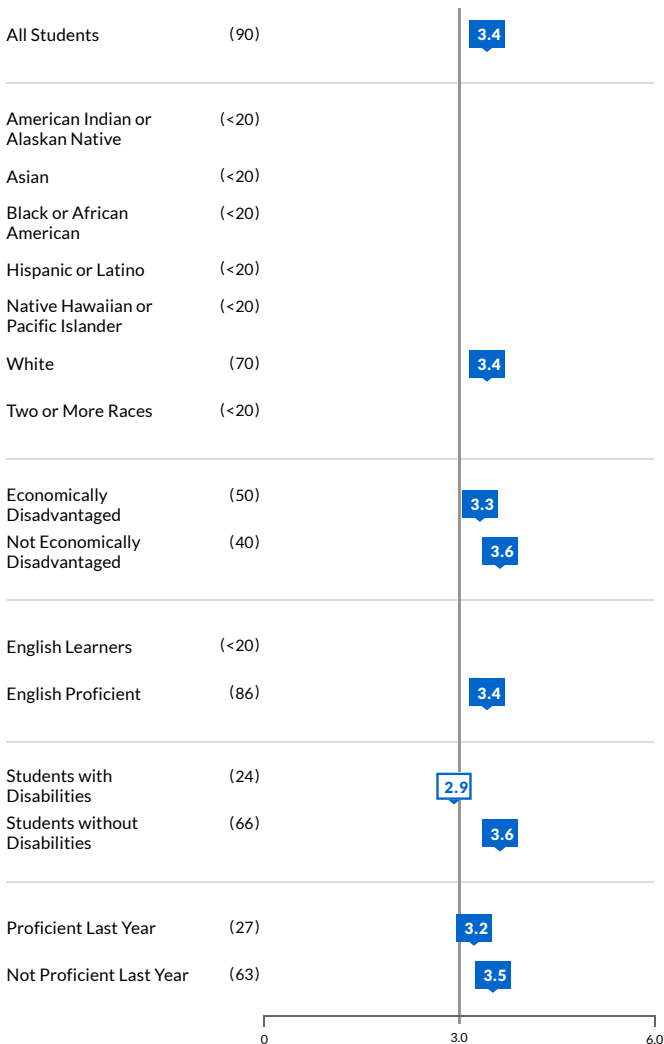 All Students (90) 3.4
American Indian or (<20)
Alaskan Native
Asian (<20)
Black or African (<20)
American
Hispanic or Latino (<20)
Native Hawaiian or (<20)
Pacific Islander
White (70) 3.4
Two or More Races (<20)
Economically (50) 3.3
Disadvantaged
Not Economically (40) 3.6
Disadvantaged
English Learners (<20)
English Proficient (86) 3.4
Students with (24) 2.9
Disabilities
Students without (66) 3.6
Disabilities
Proficient Last Year (27) 3.2
Not Proficient Last Year (63) 3.5
0 3.0 6.0